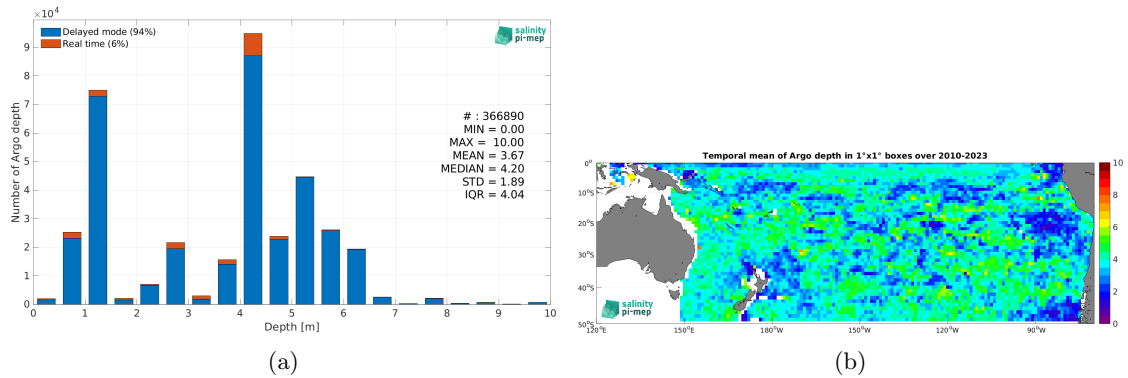 ×10⁴
10
9
8
7
6
5
4
3
2
1
0
Number of Argo depth
Delayed mode (94%)
Real time (6%)
salinity
pi-mep
# : 366890
MIN = 0.00
MAX = 10.00
MEAN = 3.67
MEDIAN = 4.20
STD = 1.89
IQR = 4.04
0 1 2 3 4 5 6 7 8 9 10
Depth [m]
(a)
Temporal mean of Argo depth in 1°x1° boxes over 2010-2023
0°
10°S
20°S
30°S
40°S
50°S
120°E 150°E 180°W 150°W 120°W 90°W
salinity
pi-mep
10
8
6
4
2
0
(b)